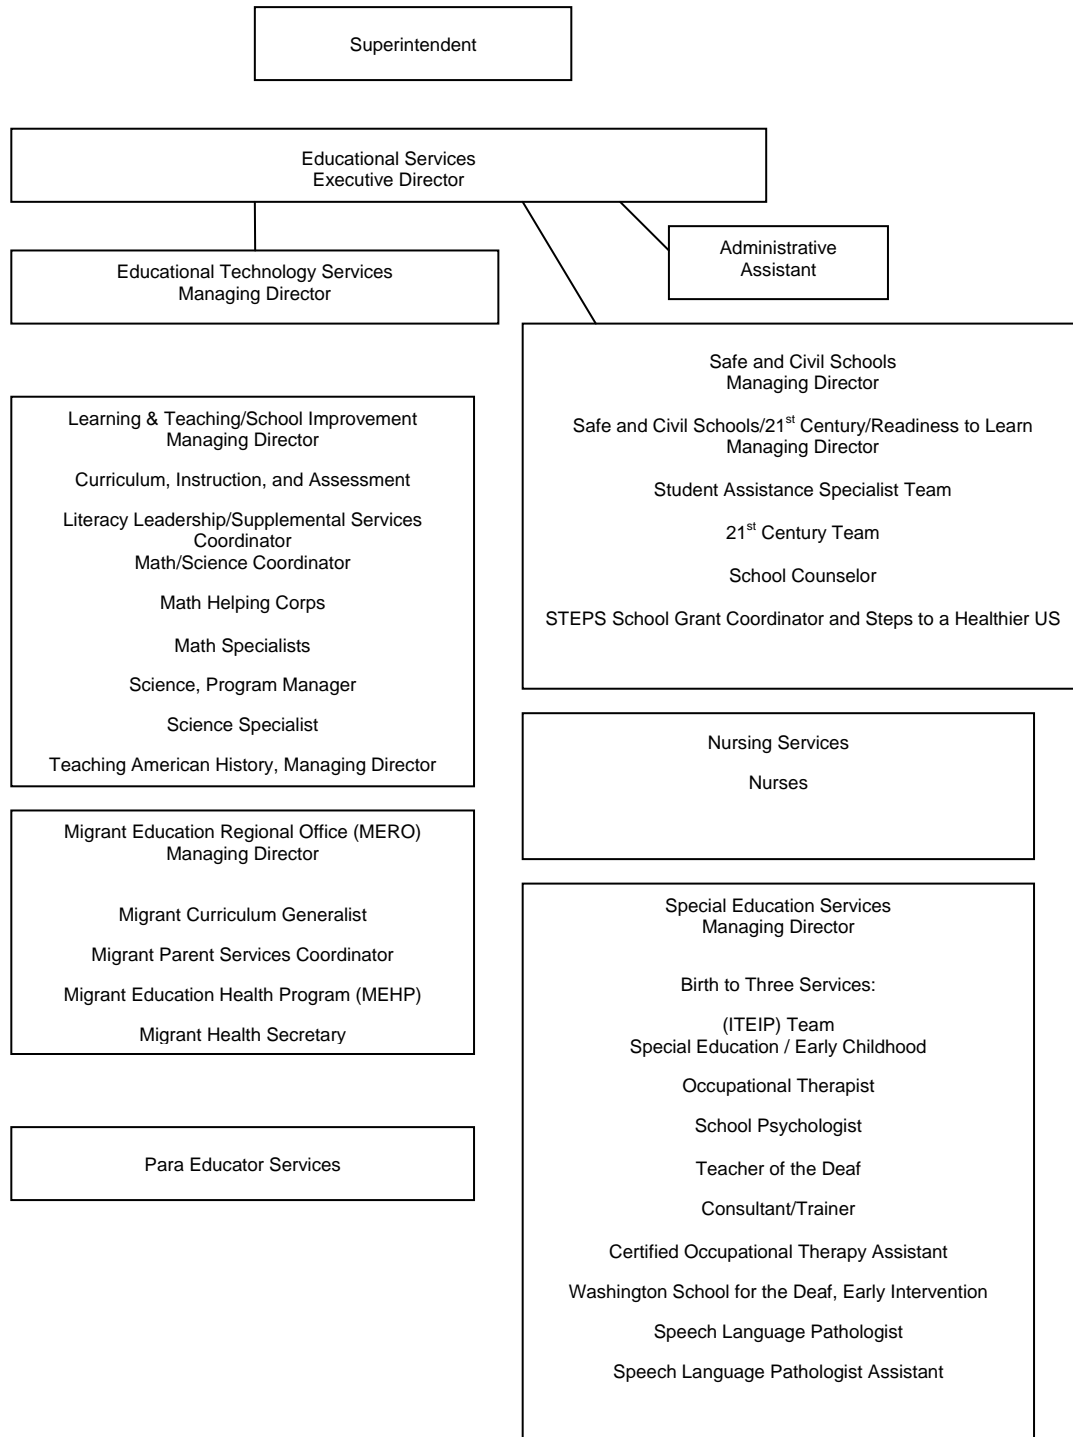 Superintendent
Educational Services
Executive Director
Administrative
Assistant
Educational Technology Services
Managing Director
Learning & Teaching/School Improvement
Managing Director
Curriculum, Instruction, and Assessment
Literacy Leadership/Supplemental Services
Coordinator
Math/Science Coordinator
Math Helping Corps
Math Specialists
Science, Program Manager
Science Specialist
Teaching American History, Managing Director
Migrant Education Regional Office (MERO)
Managing Director
Migrant Curriculum Generalist
Migrant Parent Services Coordinator
Migrant Education Health Program (MEHP)
Migrant Health Secretary
Para Educator Services
Safe and Civil Schools
Managing Director
Safe and Civil Schools/21st Century/Readiness to Learn
Managing Director
Student Assistance Specialist Team
21st Century Team
School Counselor
STEPS School Grant Coordinator and Steps to a Healthier US
Nursing Services
Nurses
Special Education Services
Managing Director
Birth to Three Services:
(ITEIP) Team
Special Education / Early Childhood
Occupational Therapist
School Psychologist
Teacher of the Deaf
Consultant/Trainer
Certified Occupational Therapy Assistant
Washington School for the Deaf, Early Intervention
Speech Language Pathologist
Speech Language Pathologist Assistant